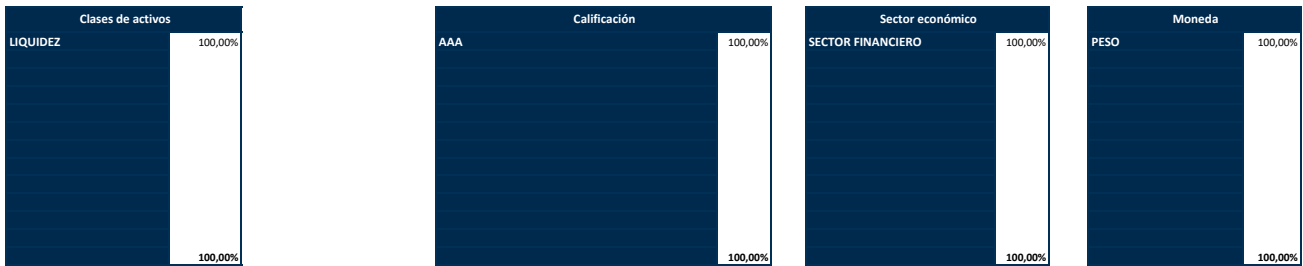 Clases de activos
LIQUIDEZ 100,00%
100,00%
Calificación
AAA 100,00%
100,00%
Sector económico
SECTOR FINANCIERO 100,00%
100,00%
Moneda
PESO 100,00%
100,00%